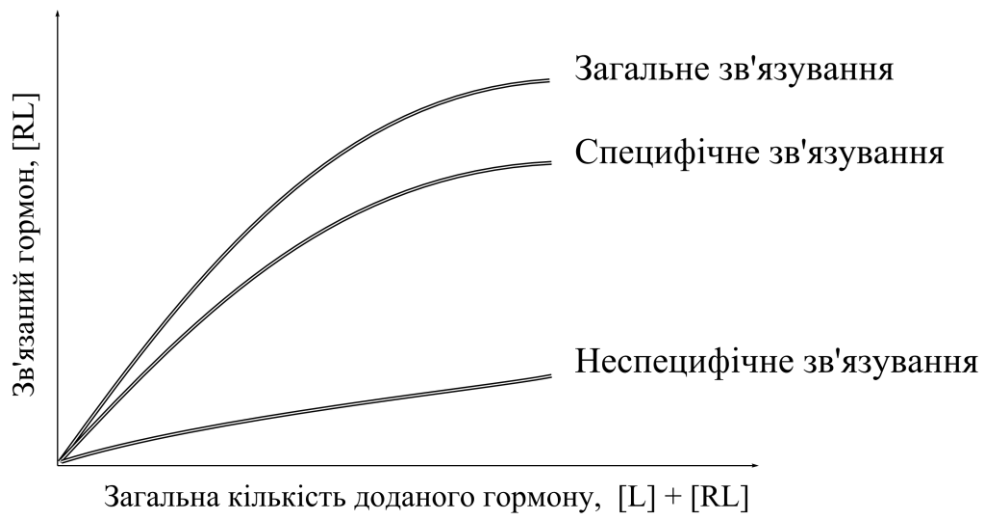 Зв'язаний гормон, [RL]
Загальне зв'язування
Специфічне зв'язування
Неспецифічне зв'язування
Загальна кількість доданого гормону, [L] + [RL]